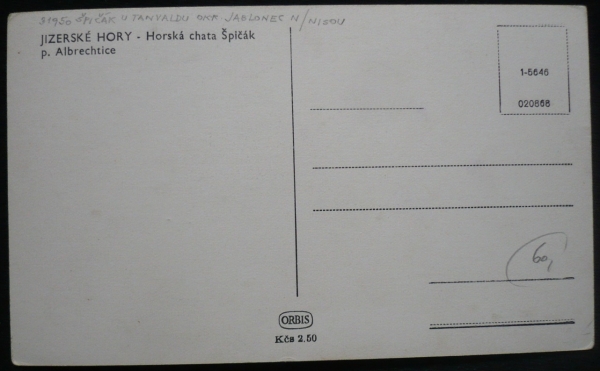 31950 ŠPIČÁK U TANVALDU OKR. JABLONEC N/NISOU
JIZERSKÉ HORY - Horská chata Špičák
p. Albrechtice
1-5646
020868
60,
ORBIS
Kčs 2.50